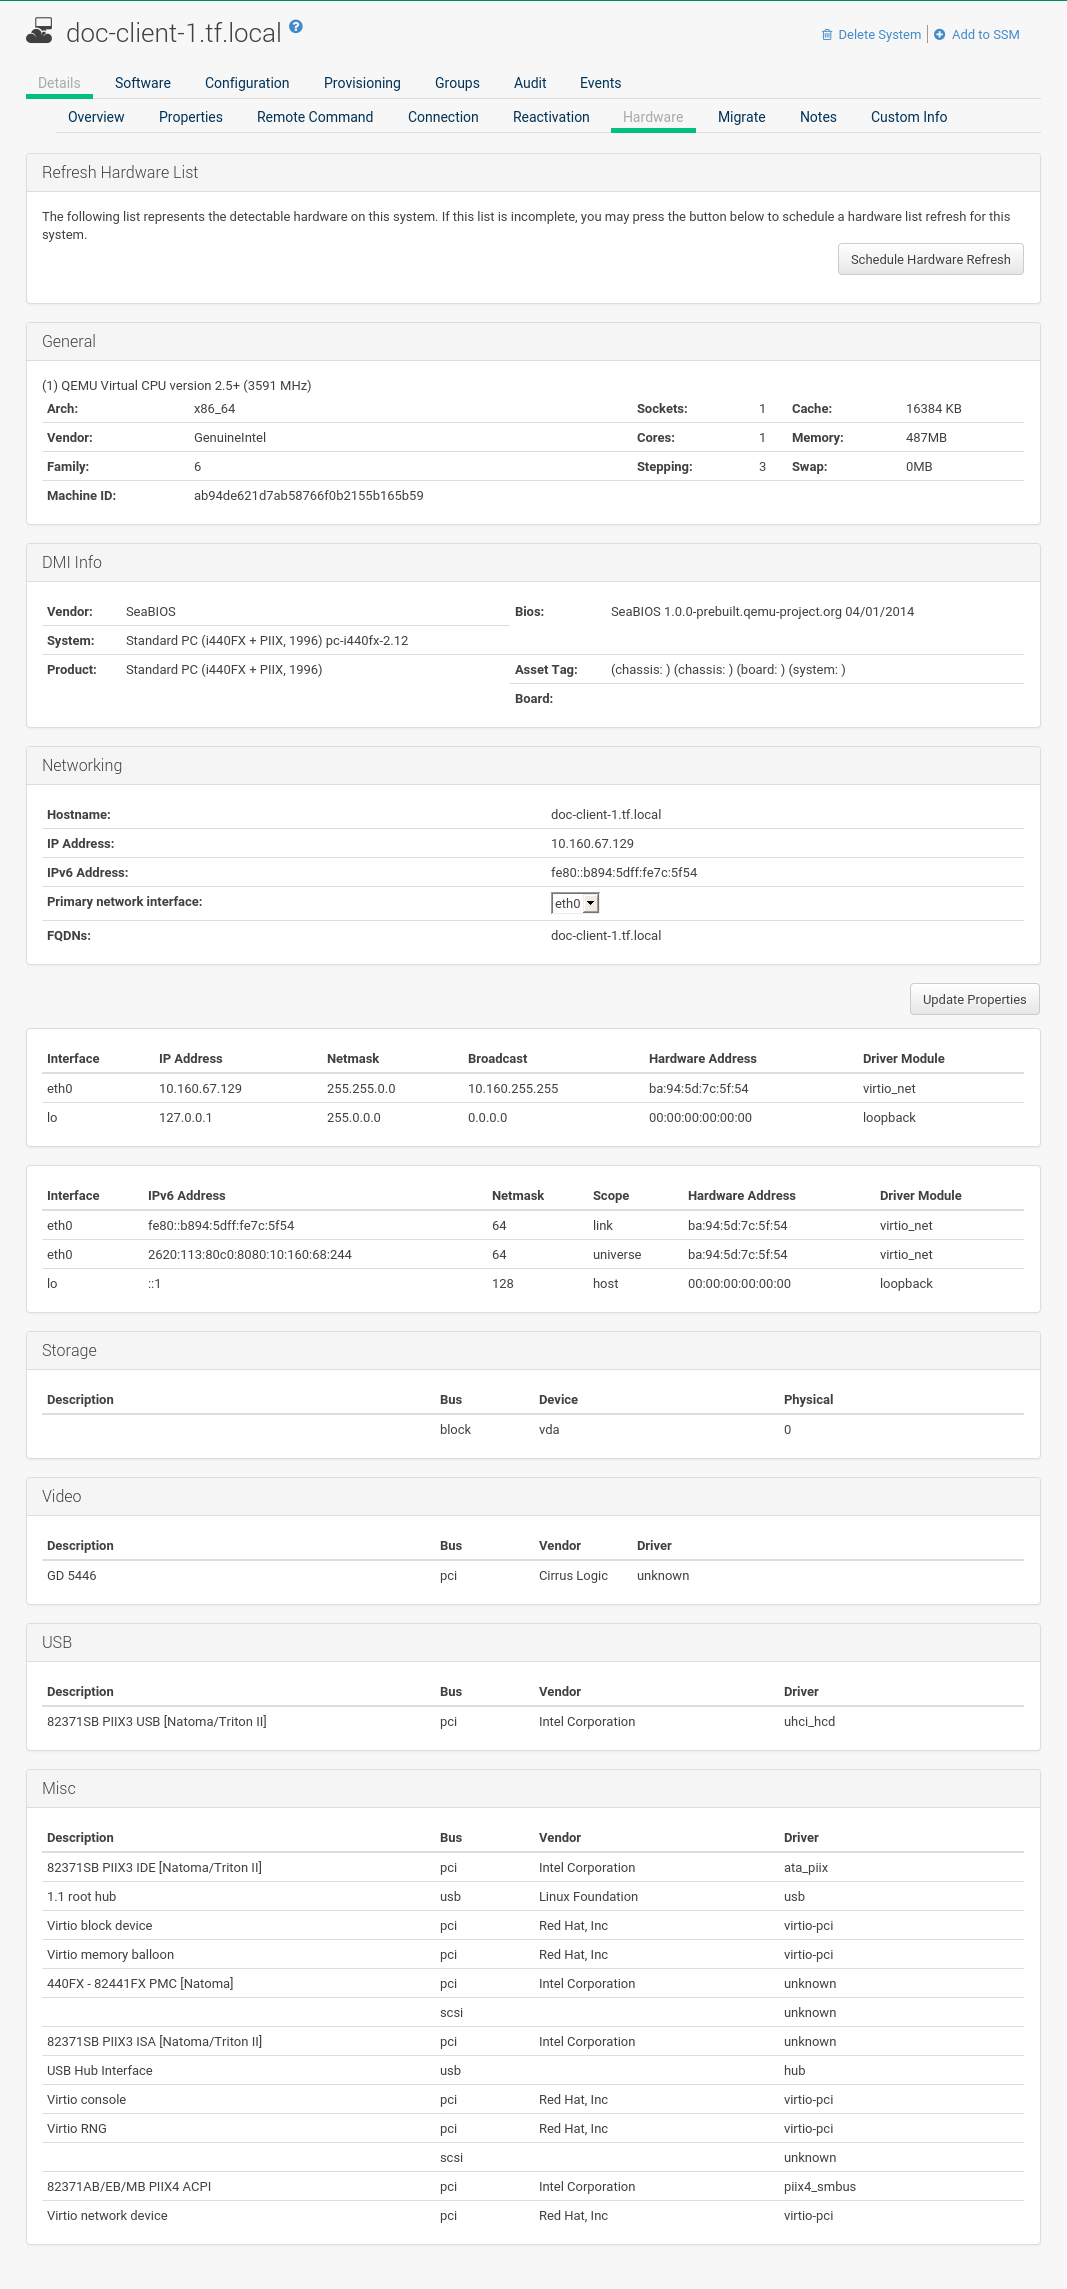 doc-client-1.tf.local ?
Delete System | Add to SSM
Details Software Configuration Provisioning Groups Audit Events
Overview Properties Remote Command Connection Reactivation Hardware Migrate Notes Custom Info
Refresh Hardware List
The following list represents the detectable hardware on this system. If this list is incomplete, you may press the button below to schedule a hardware list refresh for this
system.
Schedule Hardware Refresh
General
(1) QEMU Virtual CPU version 2.5+ (3591 MHz)
Arch: x86_64 Sockets: 1 Cache: 16384 KB
Vendor: GenuineIntel Cores: 1 Memory: 487MB
Family: 6 Stepping: 3 Swap: 0MB
Machine ID: ab94de621d7ab58766f0b2155b165b59
DMI Info
Vendor: SeaBIOS Bios: SeaBIOS 1.0.0-prebuilt.qemu-project.org 04/01/2014
System: Standard PC (i440FX + PIIX, 1996) pc-i440fx-2.12
Product: Standard PC (i440FX + PIIX, 1996) Asset Tag: (chassis: ) (chassis: ) (board: ) (system: )
Board:
Networking
Hostname: doc-client-1.tf.local
IP Address: 10.160.67.129
IPv6 Address: fe80::b894:5dff:fe7c:5f54
Primary network interface: eth0
FQDNs: doc-client-1.tf.local
Update Properties
Interface IP Address Netmask Broadcast Hardware Address Driver Module
eth0 10.160.67.129 255.255.0.0 10.160.255.255 ba:94:5d:7c:5f:54 virtio_net
lo 127.0.0.1 255.0.0.0 0.0.0.0 00:00:00:00:00:00 loopback
Interface IPv6 Address Netmask Scope Hardware Address Driver Module
eth0 fe80::b894:5dff:fe7c:5f54 64 link ba:94:5d:7c:5f:54 virtio_net
eth0 2620:113:80c0:8080:10:160:68:244 64 universe ba:94:5d:7c:5f:54 virtio_net
lo ::1 128 host 00:00:00:00:00:00 loopback
Storage
Description Bus Device Physical
block vda 0
Video
Description Bus Vendor Driver
GD 5446 pci Cirrus Logic unknown
USB
Description Bus Vendor Driver
82371SB PIIX3 USB [Natoma/Triton II] pci Intel Corporation uhci_hcd
Misc
Description Bus Vendor Driver
82371SB PIIX3 IDE [Natoma/Triton II] pci Intel Corporation ata_piix
1.1 root hub usb Linux Foundation usb
Virtio block device pci Red Hat, Inc virtio-pci
Virtio memory balloon pci Red Hat, Inc virtio-pci
440FX - 82441FX PMC [Natoma] pci Intel Corporation unknown
scsi unknown
82371SB PIIX3 ISA [Natoma/Triton II] pci Intel Corporation unknown
USB Hub Interface usb hub
Virtio console pci Red Hat, Inc virtio-pci
Virtio RNG pci Red Hat, Inc virtio-pci
scsi unknown
82371AB/EB/MB PIIX4 ACPI pci Intel Corporation piix4_smbus
Virtio network device pci Red Hat, Inc virtio-pci